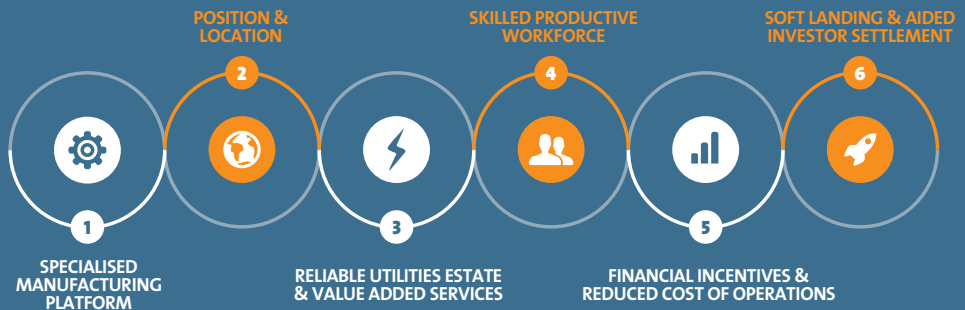 POSITION &
LOCATION
SKILLED PRODUCTIVE
WORKFORCE
SOFT LANDING & AIDED
INVESTOR SETTLEMENT
2
4
6
1
3
5
SPECIALISED
MANUFACTURING
PLATFORM
RELIABLE UTILITIES ESTATE
& VALUE ADDED SERVICES
FINANCIAL INCENTIVES &
REDUCED COST OF OPERATIONS